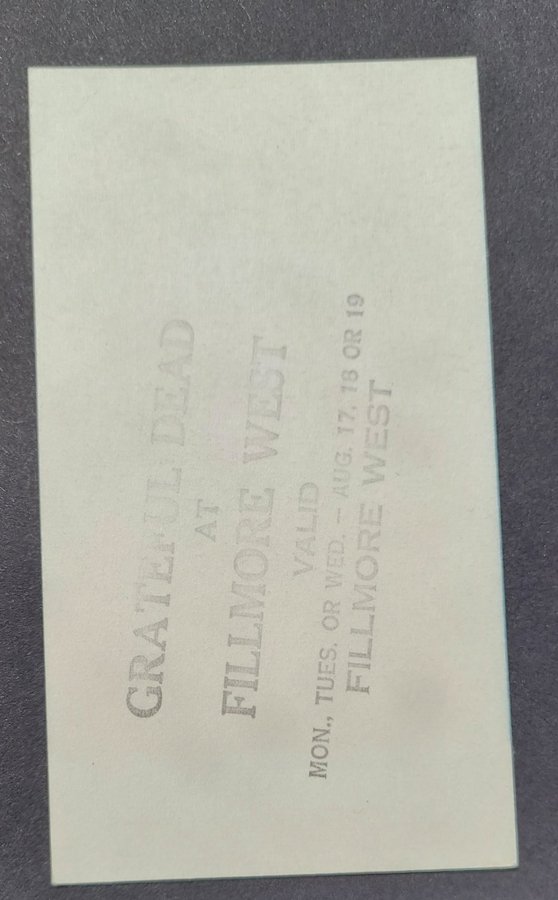 GRATEFUL DEAD
AT
FILLMORE WEST
VALID
MON., TUES. OR WED. – AUG. 17, 18 OR 19
FILLMORE WEST